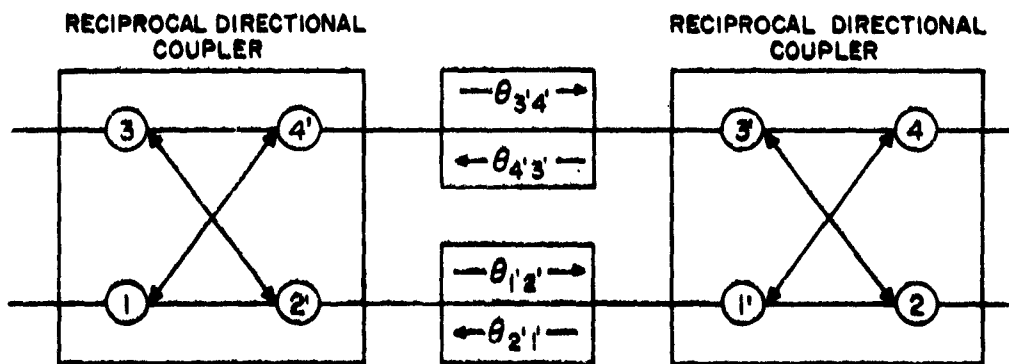 RECIPROCAL DIRECTIONAL COUPLER
RECIPROCAL DIRECTIONAL COUPLER
3 4' θ3'4' 3' 4
θ4'3'
1 2' θ1'2' 1' 2
θ2'1'